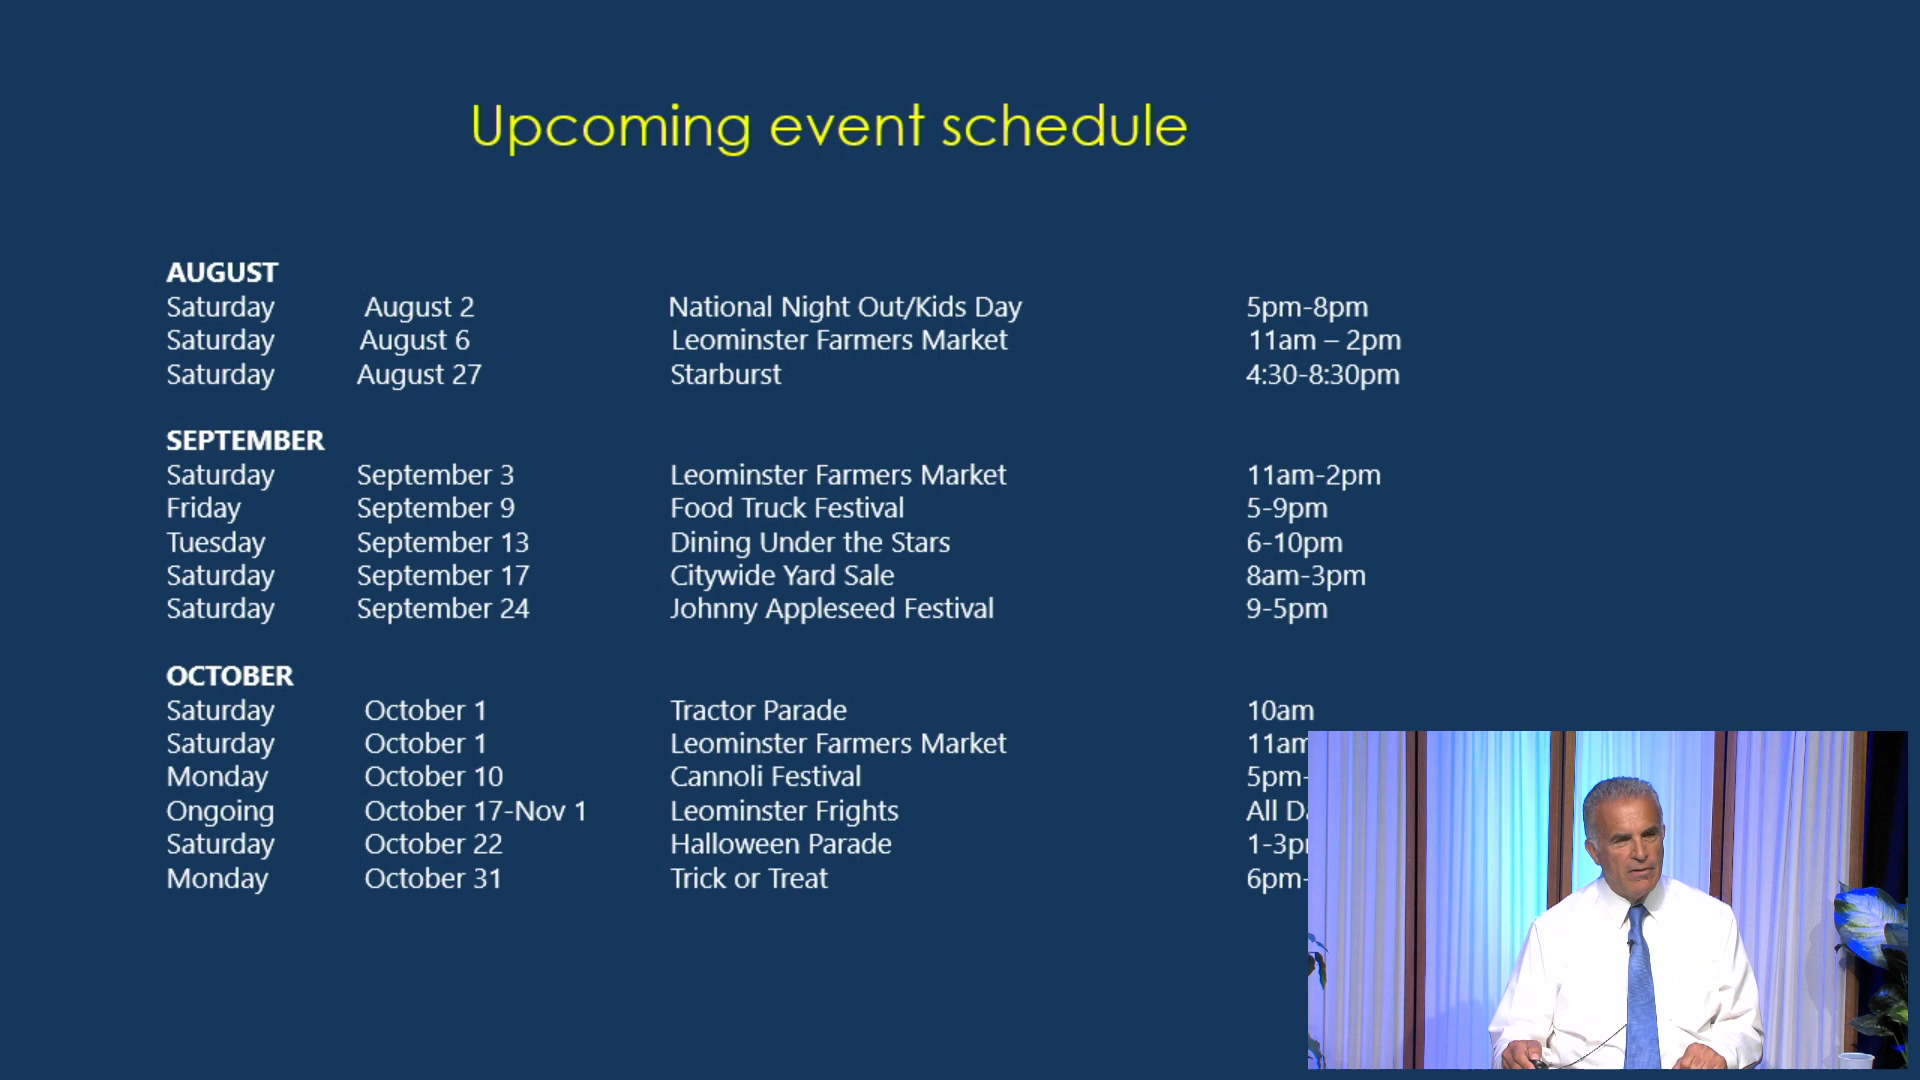 Upcoming event schedule
AUGUST
Saturday August 2 National Night Out/Kids Day 5pm-8pm
Saturday August 6 Leominster Farmers Market 11am – 2pm
Saturday August 27 Starburst 4:30-8:30pm
SEPTEMBER
Saturday September 3 Leominster Farmers Market 11am-2pm
Friday September 9 Food Truck Festival 5-9pm
Tuesday September 13 Dining Under the Stars 6-10pm
Saturday September 17 Citywide Yard Sale 8am-3pm
Saturday September 24 Johnny Appleseed Festival 9-5pm
OCTOBER
Saturday October 1 Tractor Parade 10am
Saturday October 1 Leominster Farmers Market 11am
Monday October 10 Cannoli Festival 5pm-
Ongoing October 17-Nov 1 Leominster Frights All
Saturday October 22 Halloween Parade
Monday October 31 Trick or Treat 6pm-